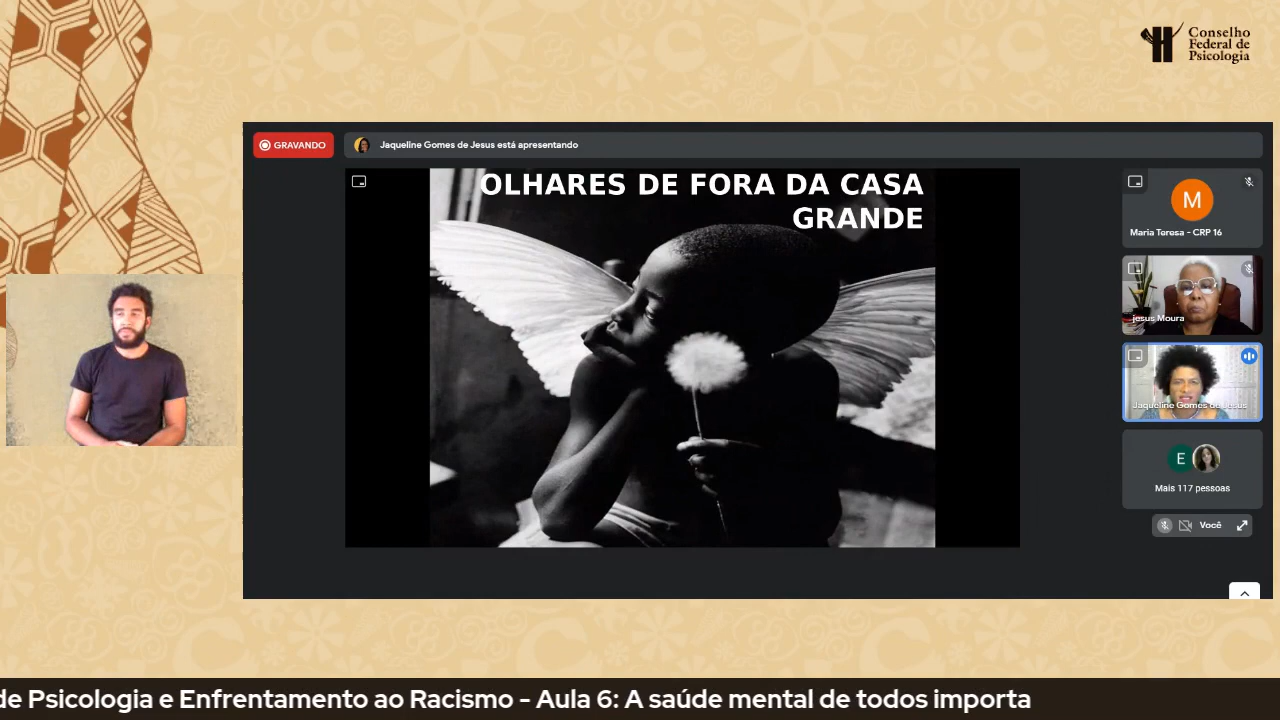 Conselho
Federal de
Psicologia
GRAVANDO
Jaqueline Gomes de Jesus está apresentando
OLHARES DE FORA DA CASA
GRANDE
M
Maria Teresa - CRP 16
jesus Moura
Jaqueline Gomes de Jesus
E
Mais 117 pessoas
Você
de Psicologia e Enfrentamento ao Racismo - Aula 6: A saúde mental de todos importa